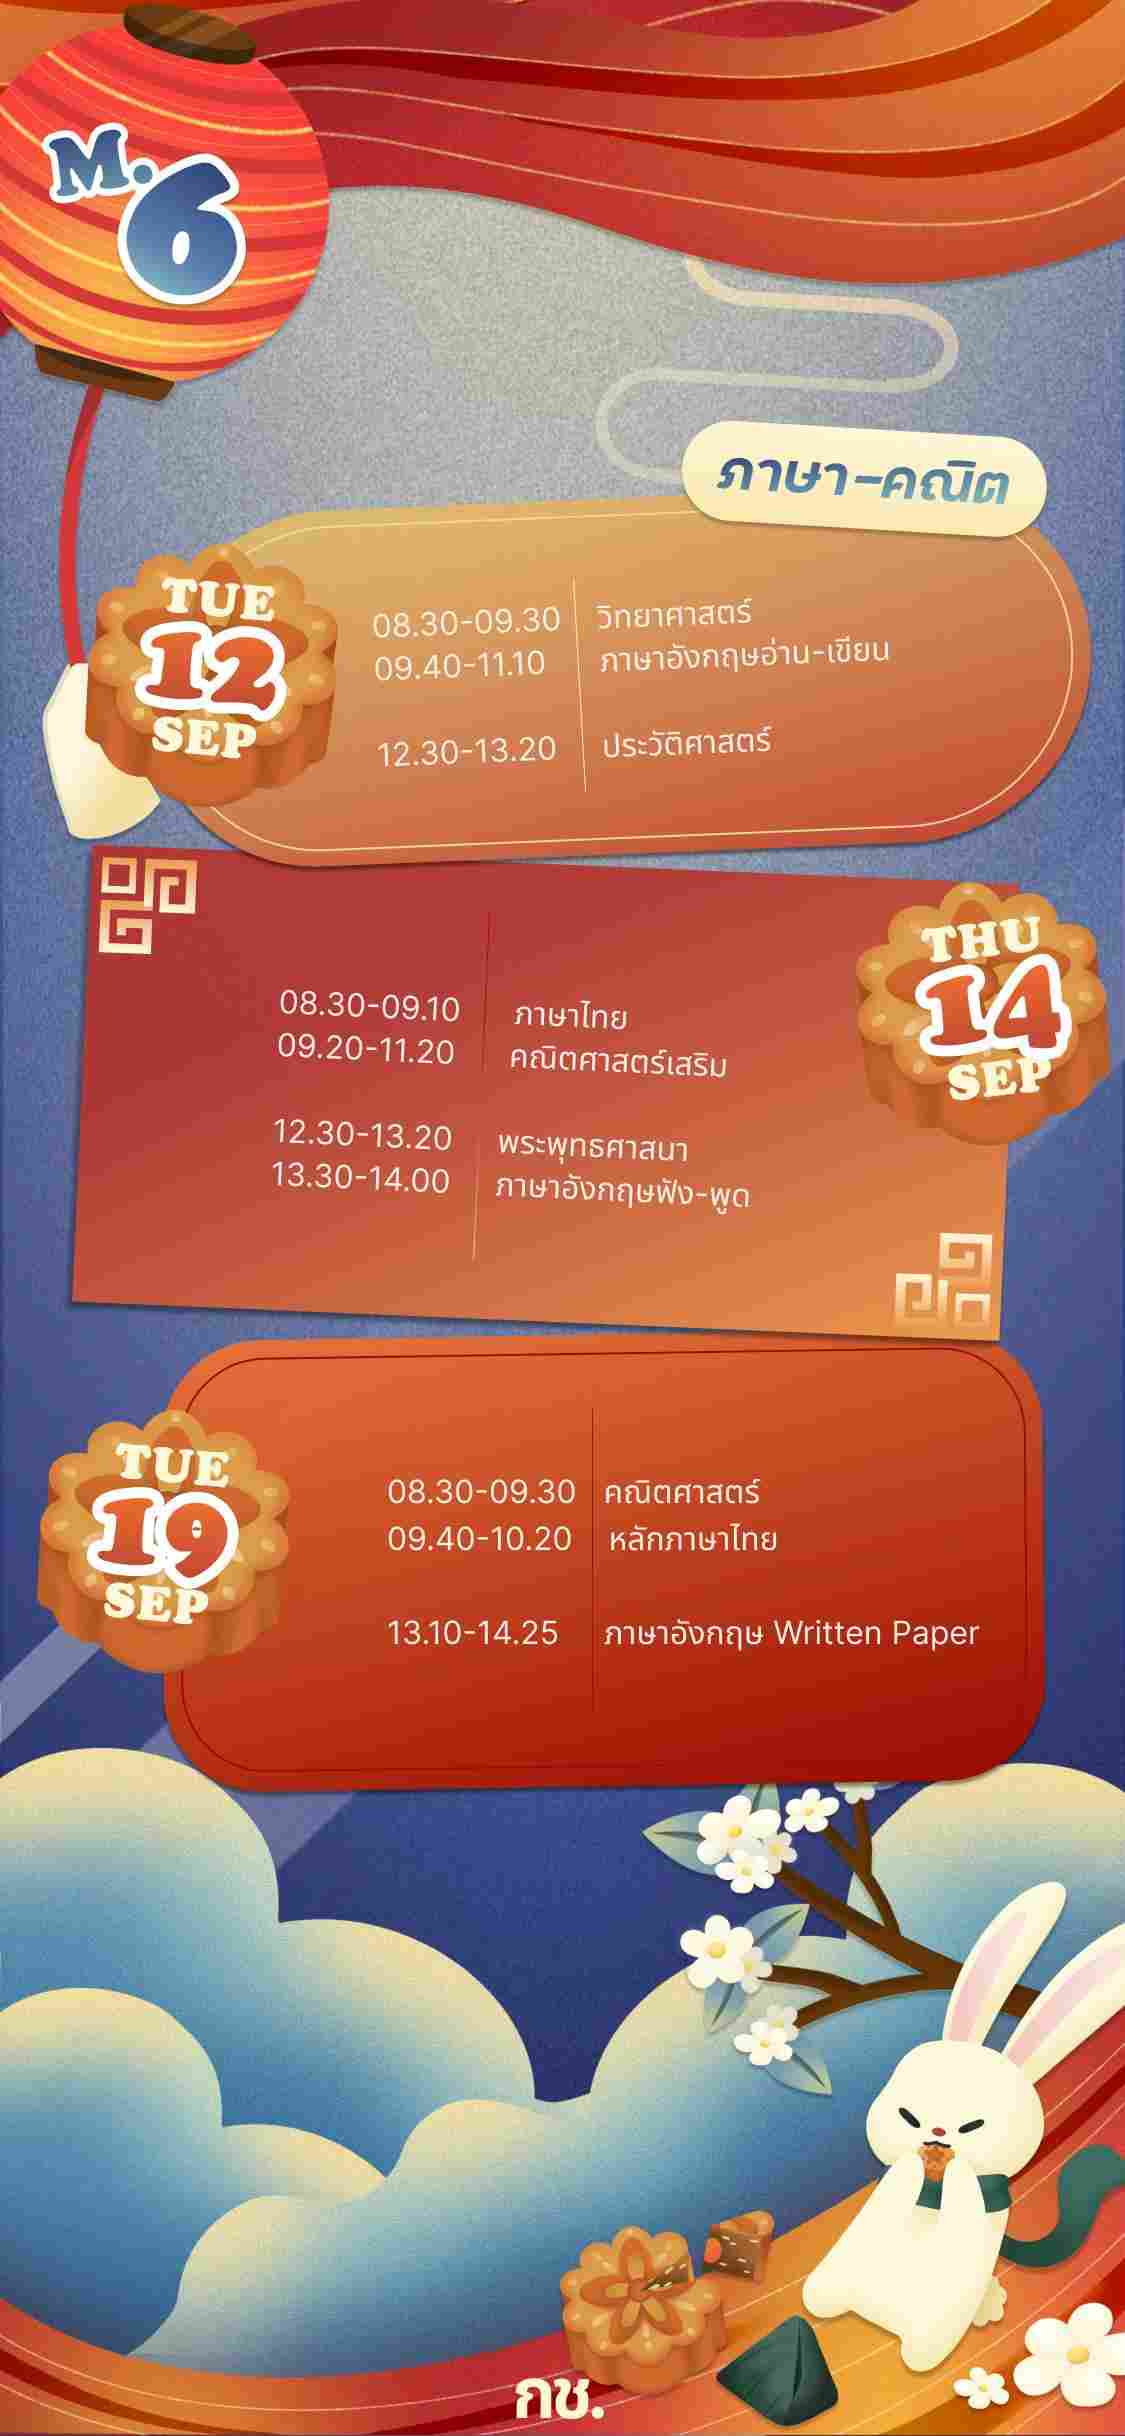 M.6
ภาษา-คณิต
TUE
12
SEP
08.30-09.30 วิทยาศาสตร์
09.40-11.10 ภาษาอังกฤษอ่าน-เขียน
12.30-13.20 ประวัติศาสตร์
THU
14
SEP
08.30-09.10 ภาษาไทย
09.20-11.20 คณิตศาสตร์เสริม
12.30-13.20 พระพุทธศาสนา
13.30-14.00 ภาษาอังกฤษฟัง-พูด
TUE
19
SEP
08.30-09.30 คณิตศาสตร์
09.40-10.20 หลักภาษาไทย
13.10-14.25 ภาษาอังกฤษ Written Paper
กช.